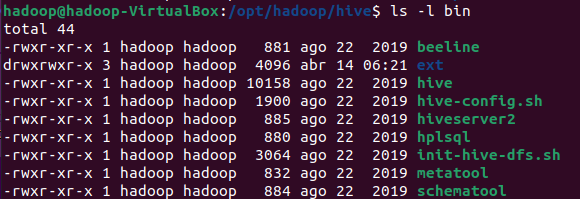 hadoop@hadoop-VirtualBox:/opt/hadoop/hive$ ls -l bin
total 44
-rwxr-xr-x 1 hadoop hadoop   881 ago 22  2019 beeline
drwxrwxr-x 3 hadoop hadoop  4096 abr 14 06:21 ext
-rwxr-xr-x 1 hadoop hadoop 10158 ago 22  2019 hive
-rwxr-xr-x 1 hadoop hadoop  1900 ago 22  2019 hive-config.sh
-rwxr-xr-x 1 hadoop hadoop   885 ago 22  2019 hiveserver2
-rwxr-xr-x 1 hadoop hadoop   880 ago 22  2019 hplsql
-rwxr-xr-x 1 hadoop hadoop  3064 ago 22  2019 init-hive-dfs.sh
-rwxr-xr-x 1 hadoop hadoop   832 ago 22  2019 metatool
-rwxr-xr-x 1 hadoop hadoop   884 ago 22  2019 schematool